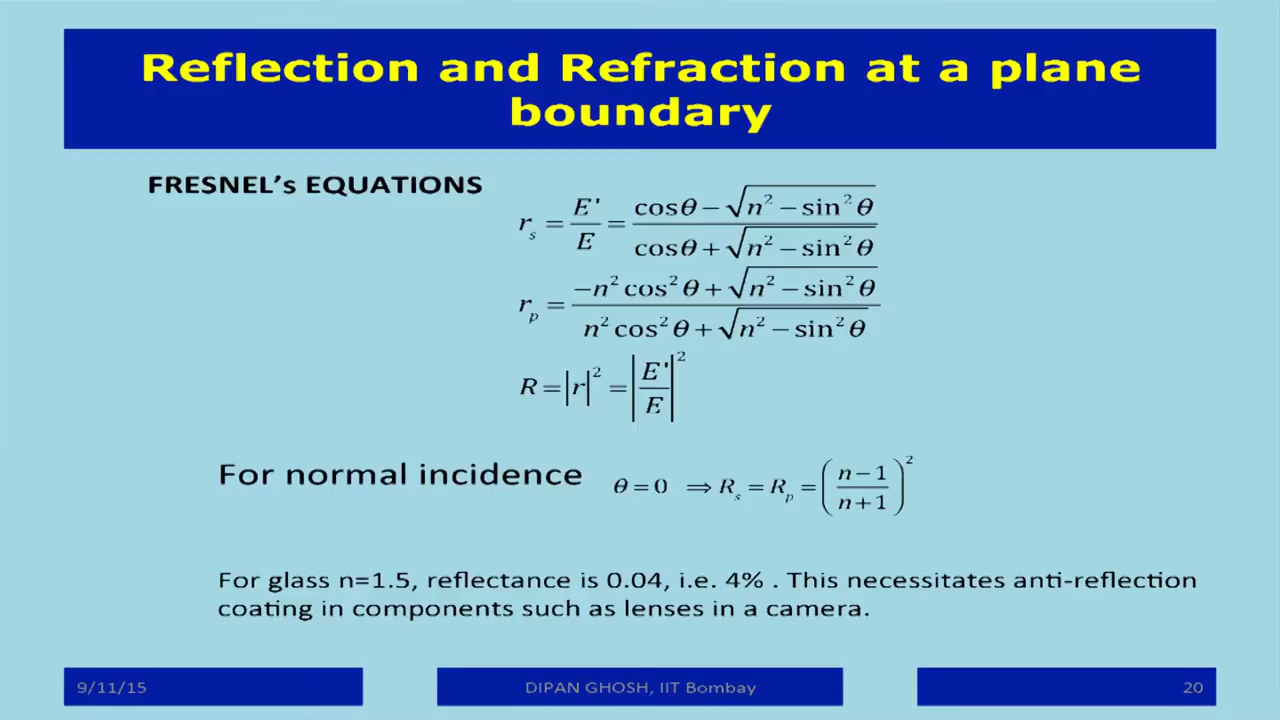 Reflection and Refraction at a plane
boundary
FRESNEL’s EQUATIONS
r_s = E'/E = (cosθ − √(n² − sin²θ)) / (cosθ + √(n² − sin²θ))
r_p = (−n² cos²θ + √(n² − sin²θ)) / (n² cos²θ + √(n² − sin²θ))
R = |r|² = |E'/E|²
For normal incidence θ = 0 ⟹ R_s = R_p = ((n − 1)/(n + 1))²
For glass n=1.5, reflectance is 0.04, i.e. 4% . This necessitates anti-reflection
coating in components such as lenses in a camera.
9/11/15 DIPAN GHOSH, IIT Bombay 20